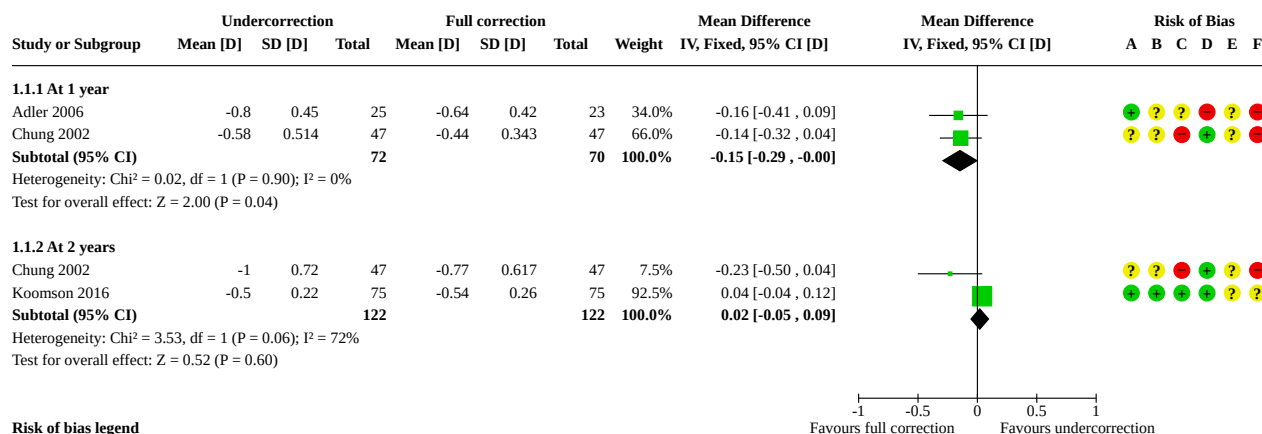 Undercorrection Full correction Mean Difference Mean Difference Risk of Bias
Study or Subgroup Mean [D] SD [D] Total Mean [D] SD [D] Total Weight IV, Fixed, 95% CI [D] IV, Fixed, 95% CI [D] A B C D E F
1.1.1 At 1 year
Adler 2006 -0.8 0.45 25 -0.64 0.42 23 34.0% -0.16 [-0.41 , 0.09] + ? ? − ? −
Chung 2002 -0.58 0.514 47 -0.44 0.343 47 66.0% -0.14 [-0.32 , 0.04] ? ? − + ? −
Subtotal (95% CI) 72 70 100.0% -0.15 [-0.29 , -0.00]
Heterogeneity: Chi² = 0.02, df = 1 (P = 0.90); I² = 0%
Test for overall effect: Z = 2.00 (P = 0.04)
1.1.2 At 2 years
Chung 2002 -1 0.72 47 -0.77 0.617 47 7.5% -0.23 [-0.50 , 0.04] ? ? − + ? −
Koomson 2016 -0.5 0.22 75 -0.54 0.26 75 92.5% 0.04 [-0.04 , 0.12] + + + + ? ?
Subtotal (95% CI) 122 122 100.0% 0.02 [-0.05 , 0.09]
Heterogeneity: Chi² = 3.53, df = 1 (P = 0.06); I² = 72%
Test for overall effect: Z = 0.52 (P = 0.60)
-1 -0.5 0 0.5 1
Favours full correction Favours undercorrection
Risk of bias legend